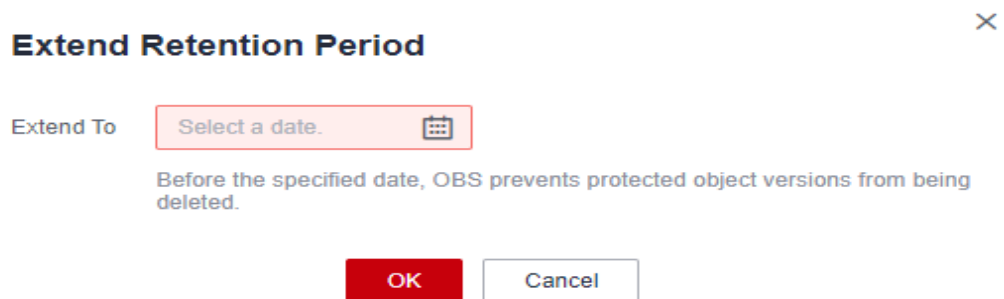 Extend Retention Period
Extend To
Select a date.
Before the specified date, OBS prevents protected object versions from being
deleted.
OK
Cancel